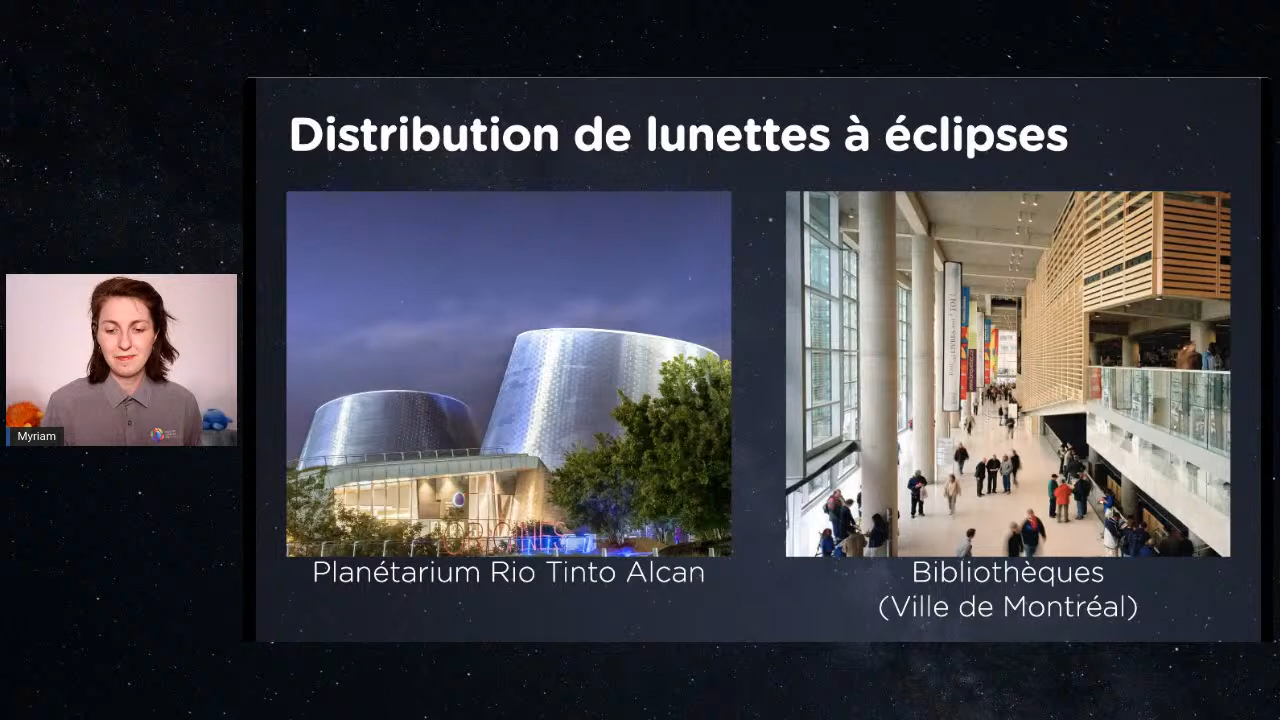 Distribution de lunettes à éclipses
Myriam
Planétarium Rio Tinto Alcan
Bibliothèques
(Ville de Montréal)